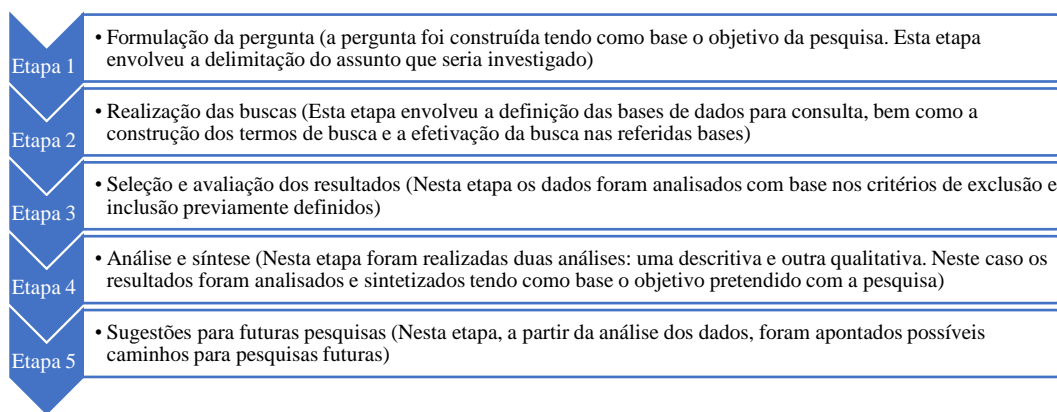 Etapa 1
• Formulação da pergunta (a pergunta foi construída tendo como base o objetivo da pesquisa. Esta etapa
envolveu a delimitação do assunto que seria investigado)
Etapa 2
• Realização das buscas (Esta etapa envolveu a definição das bases de dados para consulta, bem como a
construção dos termos de busca e a efetivação da busca nas referidas bases)
Etapa 3
• Seleção e avaliação dos resultados (Nesta etapa os dados foram analisados com base nos critérios de exclusão e
inclusão previamente definidos)
Etapa 4
• Análise e síntese (Nesta etapa foram realizadas duas análises: uma descritiva e outra qualitativa. Neste caso os
resultados foram analisados e sintetizados tendo como base o objetivo pretendido com a pesquisa)
Etapa 5
• Sugestões para futuras pesquisas (Nesta etapa, a partir da análise dos dados, foram apontados possíveis
caminhos para pesquisas futuras)